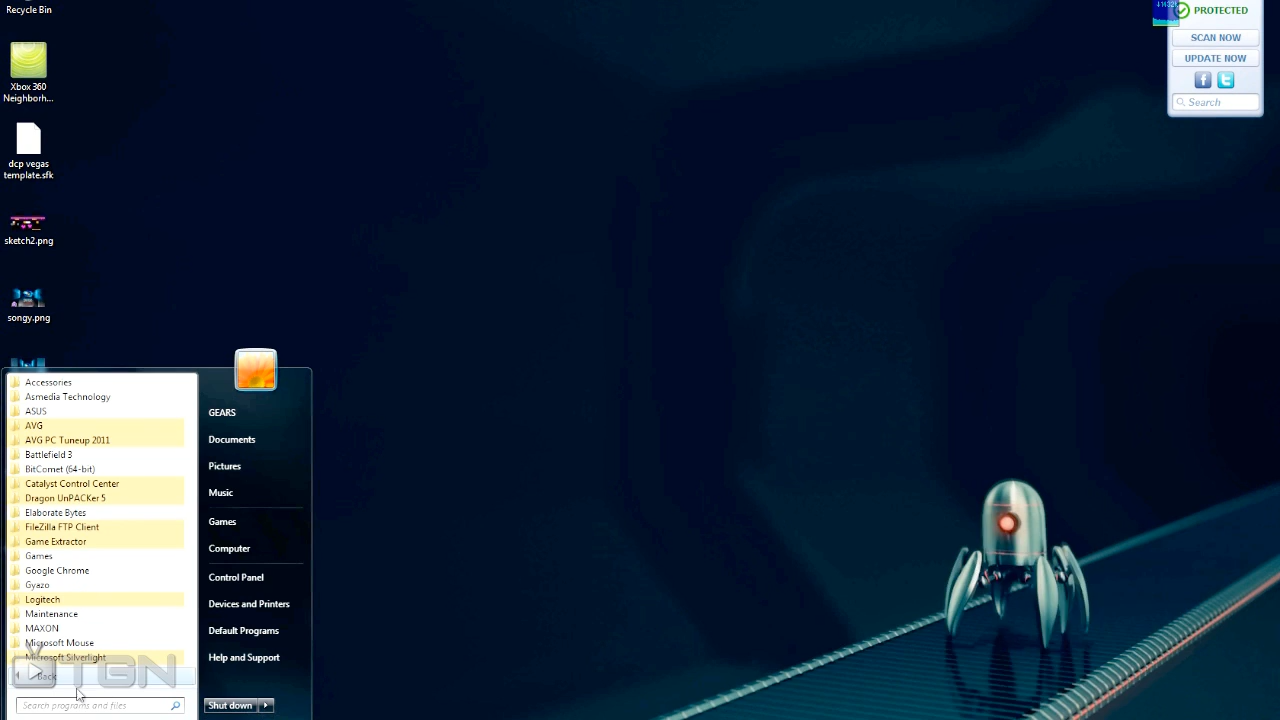 Recycle Bin
Xbox 360
Neighborh...
dcp vegas
template.sfk
sketch2.png
songy.png
PROTECTED
SCAN NOW
UPDATE NOW
f t
Search
Accessories
Asmedia Technology
ASUS
AVG
AVG PC Tuneup 2011
Battlefield 3
BitComet (64-bit)
Catalyst Control Center
Dragon UnPACKer 5
Elaborate Bytes
FileZilla FTP Client
Game Extractor
Games
Google Chrome
Gyazo
Logitech
Maintenance
MAXON
Microsoft Mouse
Microsoft Silverlight
Back
TGN
Search programs and files
GEARS
Documents
Pictures
Music
Games
Computer
Control Panel
Devices and Printers
Default Programs
Help and Support
Shut down